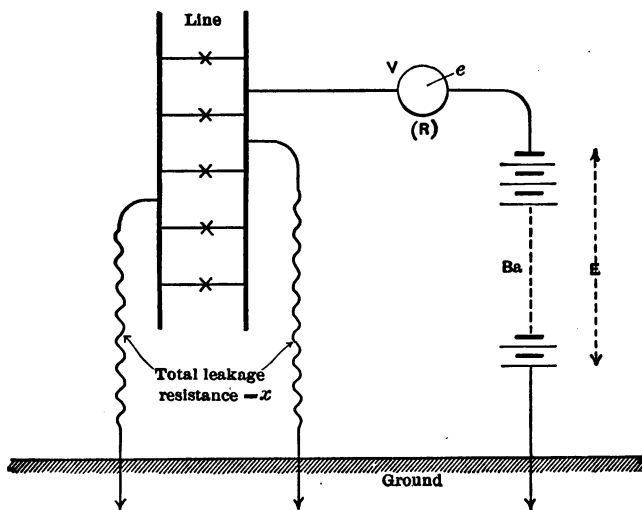 Line
V
e
(R)
Ba
E
Total leakage
resistance = x
Ground